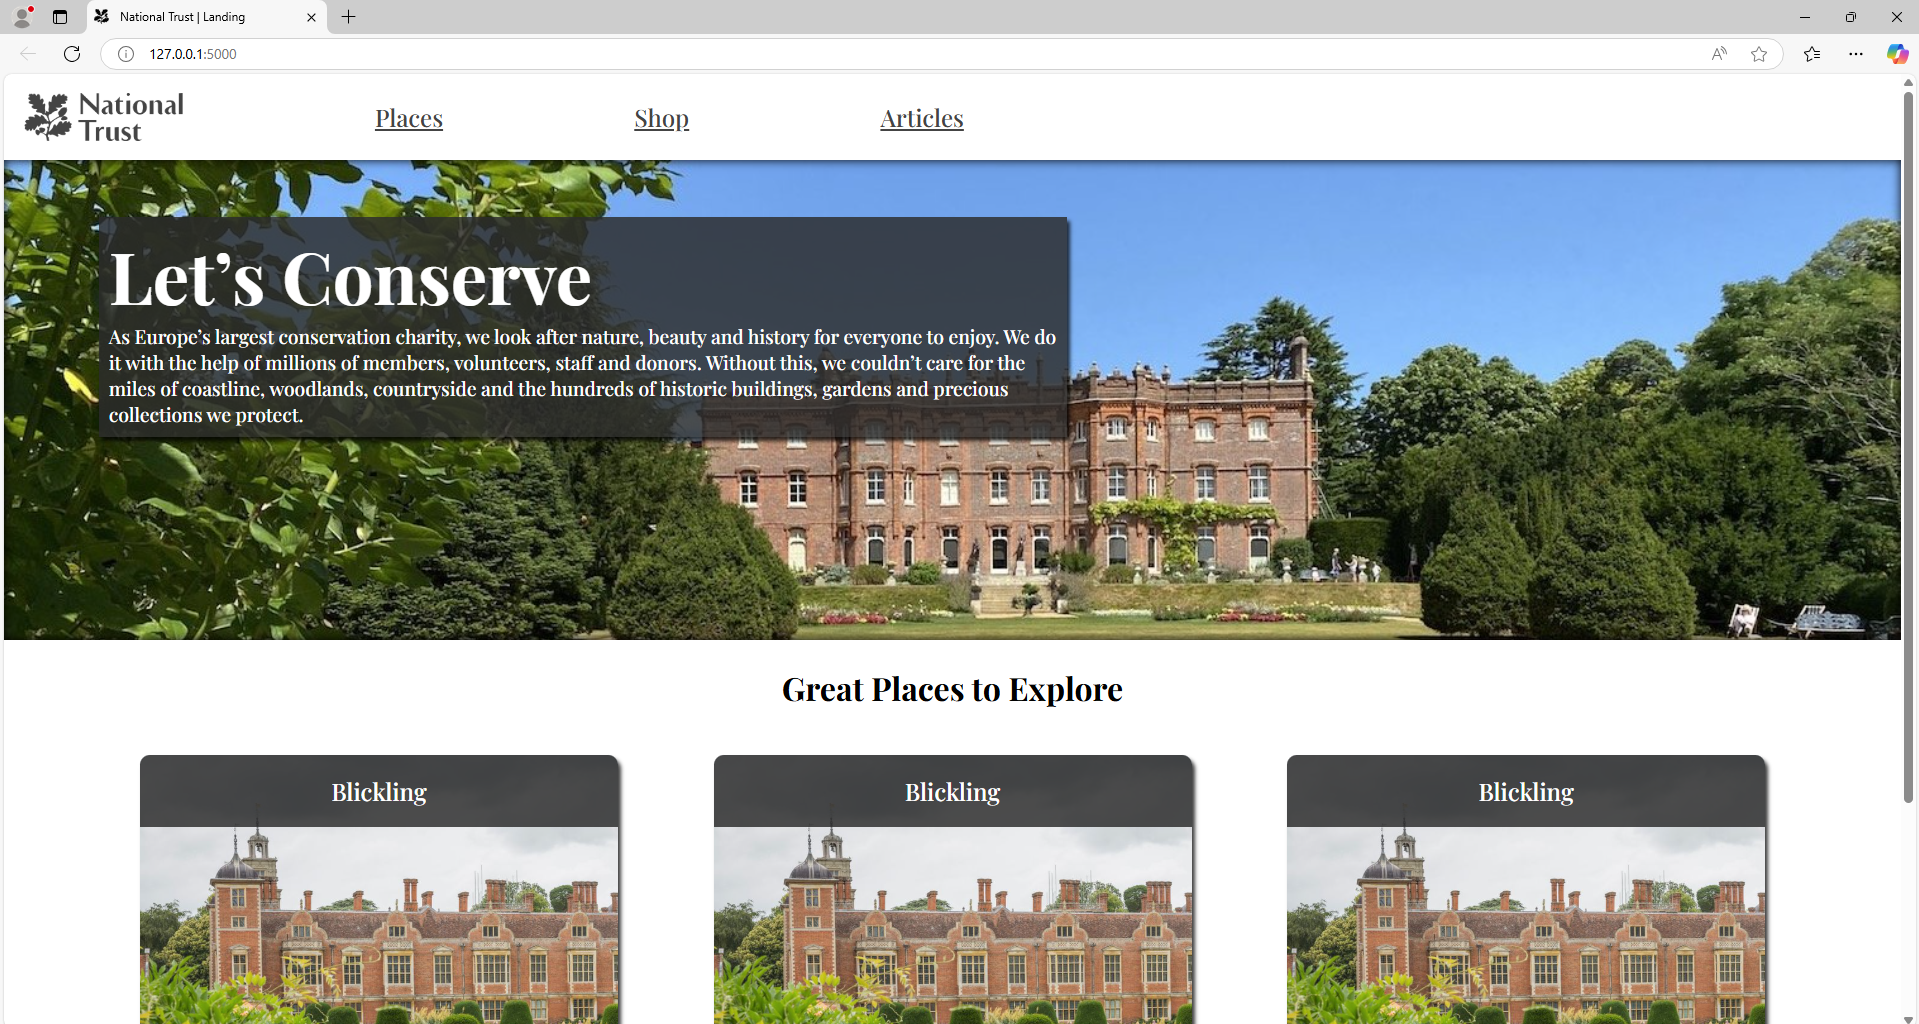 National Trust | Landing
127.0.0.1:5000
National
Trust
Places
Shop
Articles
Let’s Conserve
As Europe’s largest conservation charity, we look after nature, beauty and history for everyone to enjoy. We do
it with the help of millions of members, volunteers, staff and donors. Without this, we couldn’t care for the
miles of coastline, woodlands, countryside and the hundreds of historic buildings, gardens and precious
collections we protect.
Great Places to Explore
Blickling
Blickling
Blickling